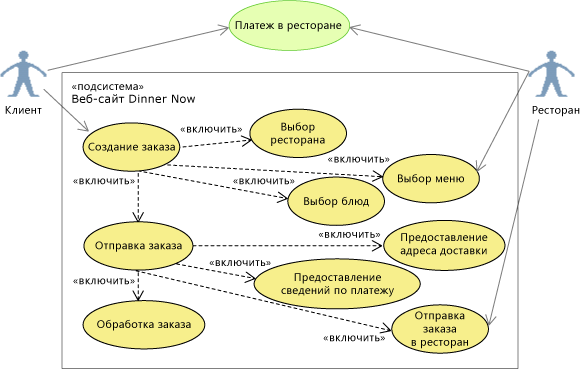 Платеж в ресторане
Клиент
Ресторан
«подсистема»
Веб-сайт Dinner Now
«включить»
Выбор
ресторана
Создание заказа
«включить»
«включить»
«включить»
Выбор меню
Выбор блюд
Отправка заказа
«включить»
Предоставление
адреса доставки
«включить»
«включить»
Предоставление
сведений по платежу
Обработка заказа
«включить»
Отправка
заказа
в ресторан